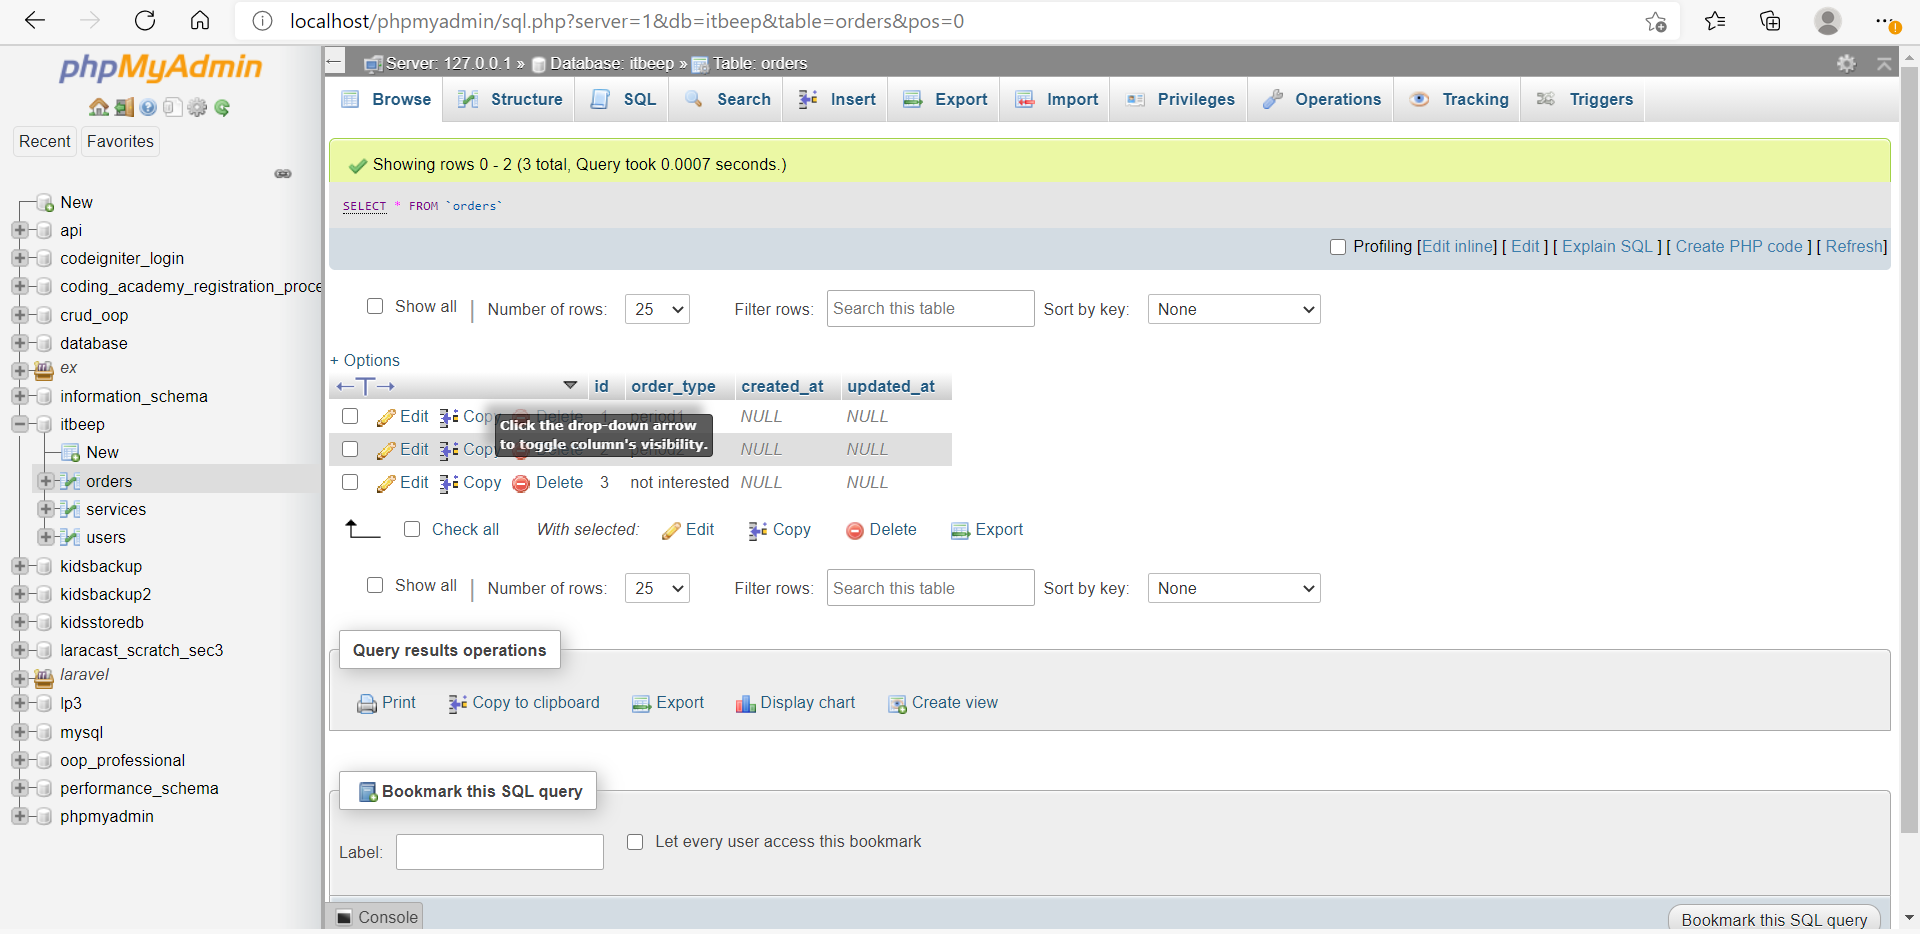 localhost/phpmyadmin/sql.php?server=1&db=itbeep&table=orders&pos=0
phpMyAdmin
Recent Favorites
New
api
codeigniter_login
coding_academy_registration_proce
crud_oop
database
ex
information_schema
itbeep
New
orders
services
users
kidsbackup
kidsbackup2
kidsstoredb
laracast_scratch_sec3
laravel
lp3
mysql
oop_professional
performance_schema
phpmyadmin
Server: 127.0.0.1 » Database: itbeep » Table: orders
Browse Structure SQL Search Insert Export Import Privileges Operations Tracking Triggers
Showing rows 0 - 2 (3 total, Query took 0.0007 seconds.)
SELECT * FROM `orders`
Profiling [Edit inline] [ Edit ] [ Explain SQL ] [ Create PHP code ] [ Refresh]
Show all | Number of rows: 25 Filter rows: Search this table Sort by key: None
+ Options
←T→ id order_type created_at updated_at
Edit Copy Delete 1 period1 NULL NULL
Click the drop-down arrow
to toggle column's visibility.
Edit Copy Delete 2 period2 NULL NULL
Edit Copy Delete 3 not interested NULL NULL
Check all With selected: Edit Copy Delete Export
Show all | Number of rows: 25 Filter rows: Search this table Sort by key: None
Query results operations
Print Copy to clipboard Export Display chart Create view
Bookmark this SQL query
Label: Let every user access this bookmark
Console
Bookmark this SQL query